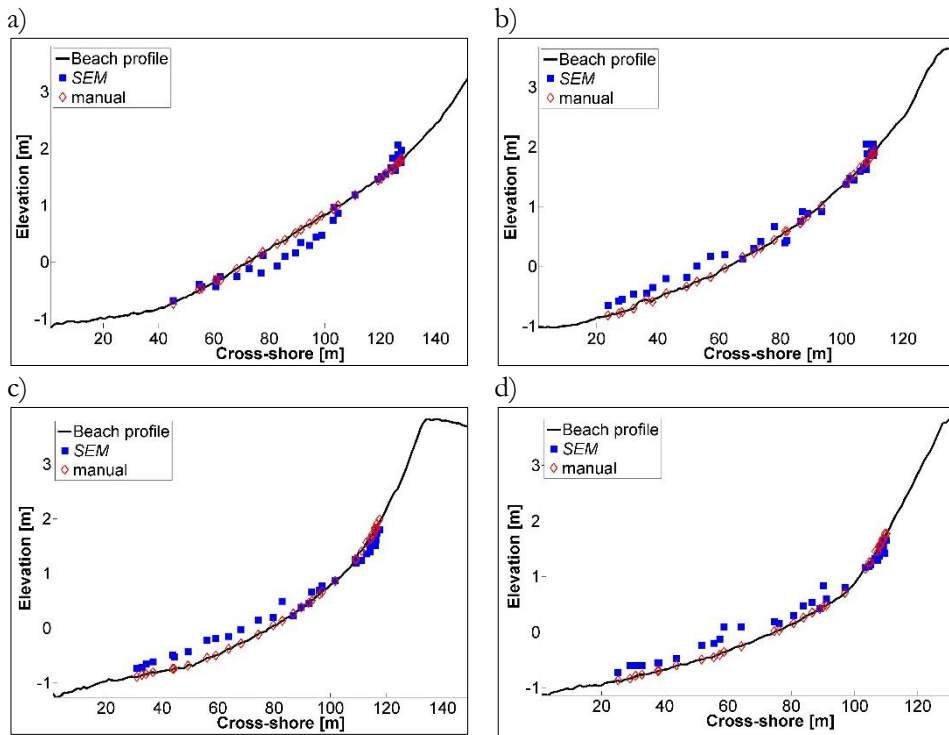 a)
Beach profile
SEM
manual
3
2
1
0
-1
Elevation [m]
20 40 60 80 100 120 140
Cross-shore [m]
b)
Beach profile
SEM
manual
3
2
1
0
-1
Elevation [m]
20 40 60 80 100 120
Cross-shore [m]
c)
Beach profile
SEM
manual
3
2
1
0
-1
Elevation [m]
20 40 60 80 100 120 140
Cross-shore [m]
d)
Beach profile
SEM
manual
3
2
1
0
-1
Elevation [m]
20 40 60 80 100 120
Cross-shore [m]